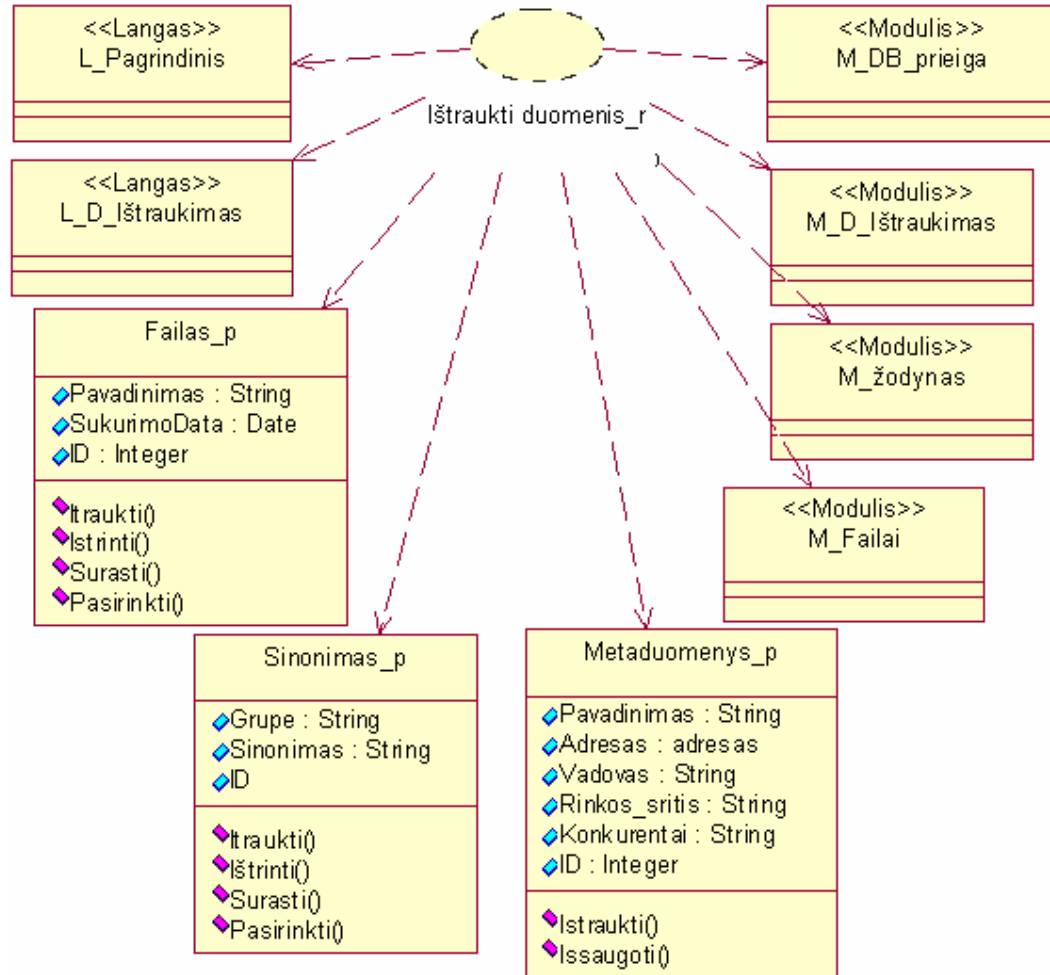 <<Langas>>
L_Pagrindinis
<<Modulis>>
M_DB_prieiga
Ištraukti duomenis_r
)
<<Langas>>
L_D_Ištraukimas
<<Modulis>>
M_D_Ištraukimas
Failas_p
Pavadinimas : String
SukurimoData : Date
ID : Integer
Itraukti()
Istrinti()
Surasti()
Pasirinkti()
<<Modulis>>
M_žodynas
<<Modulis>>
M_Failai
Sinonimas_p
Grupe : String
Sinonimas : String
ID
Itraukti()
Ištrinti()
Surasti()
Pasirinkti()
Metaduomenys_p
Pavadinimas : String
Adresas : adresas
Vadovas : String
Rinkos_sritis : String
Konkurentai : String
ID : Integer
Istraukti()
Issaugoti()